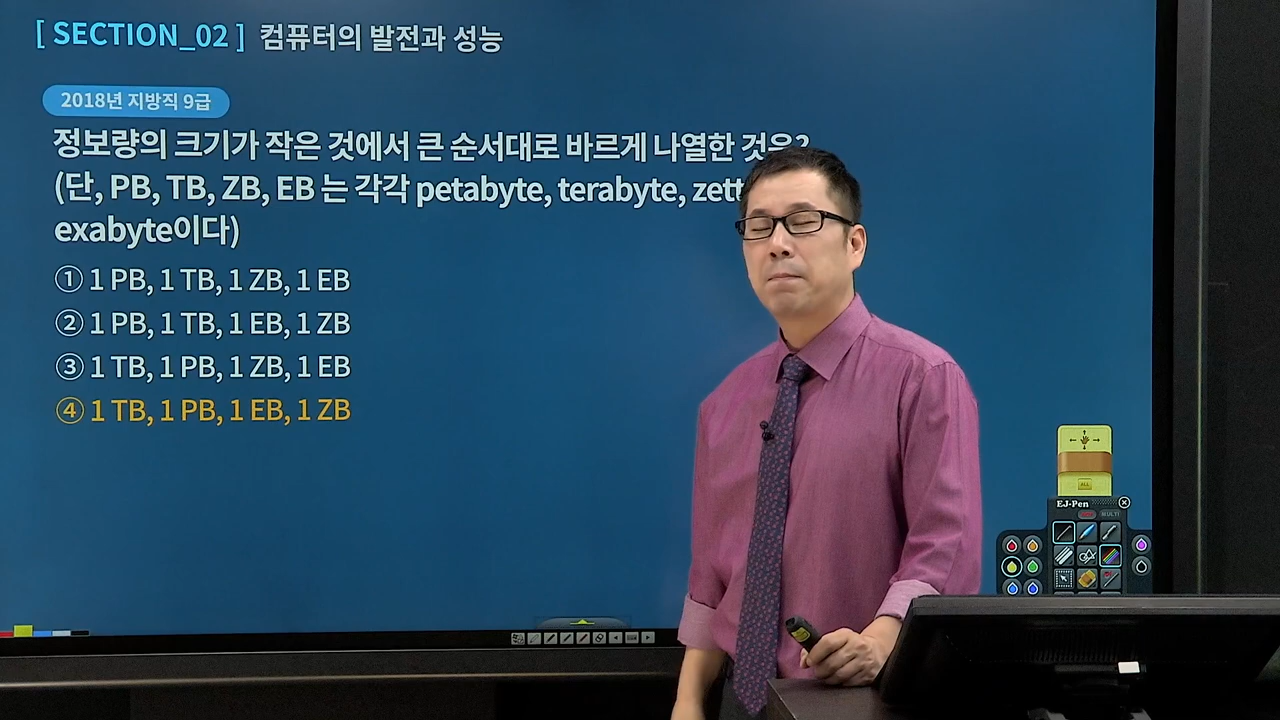 [ SECTION_02 ] 컴퓨터의 발전과 성능
2018년 지방직 9급
정보량의 크기가 작은 것에서 큰 순서대로 바르게 나열한 것은?
(단, PB, TB, ZB, EB 는 각각 petabyte, terabyte,
exabyte이다)
① 1 PB, 1 TB, 1 ZB, 1 EB
② 1 PB, 1 TB, 1 EB, 1 ZB
③ 1 TB, 1 PB, 1 ZB, 1 EB
④ 1 TB, 1 PB, 1 EB, 1 ZB
ALL
EJ-Pen
MULTI